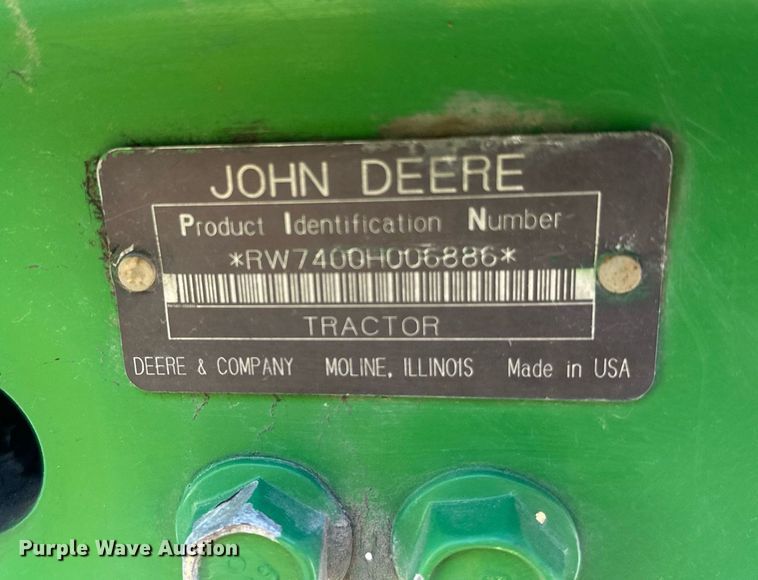 JOHN DEERE
Product Identification Number
*RW7400H006886*
TRACTOR
DEERE & COMPANY MOLINE, ILLINOIS Made in USA
Purple Wave Auction